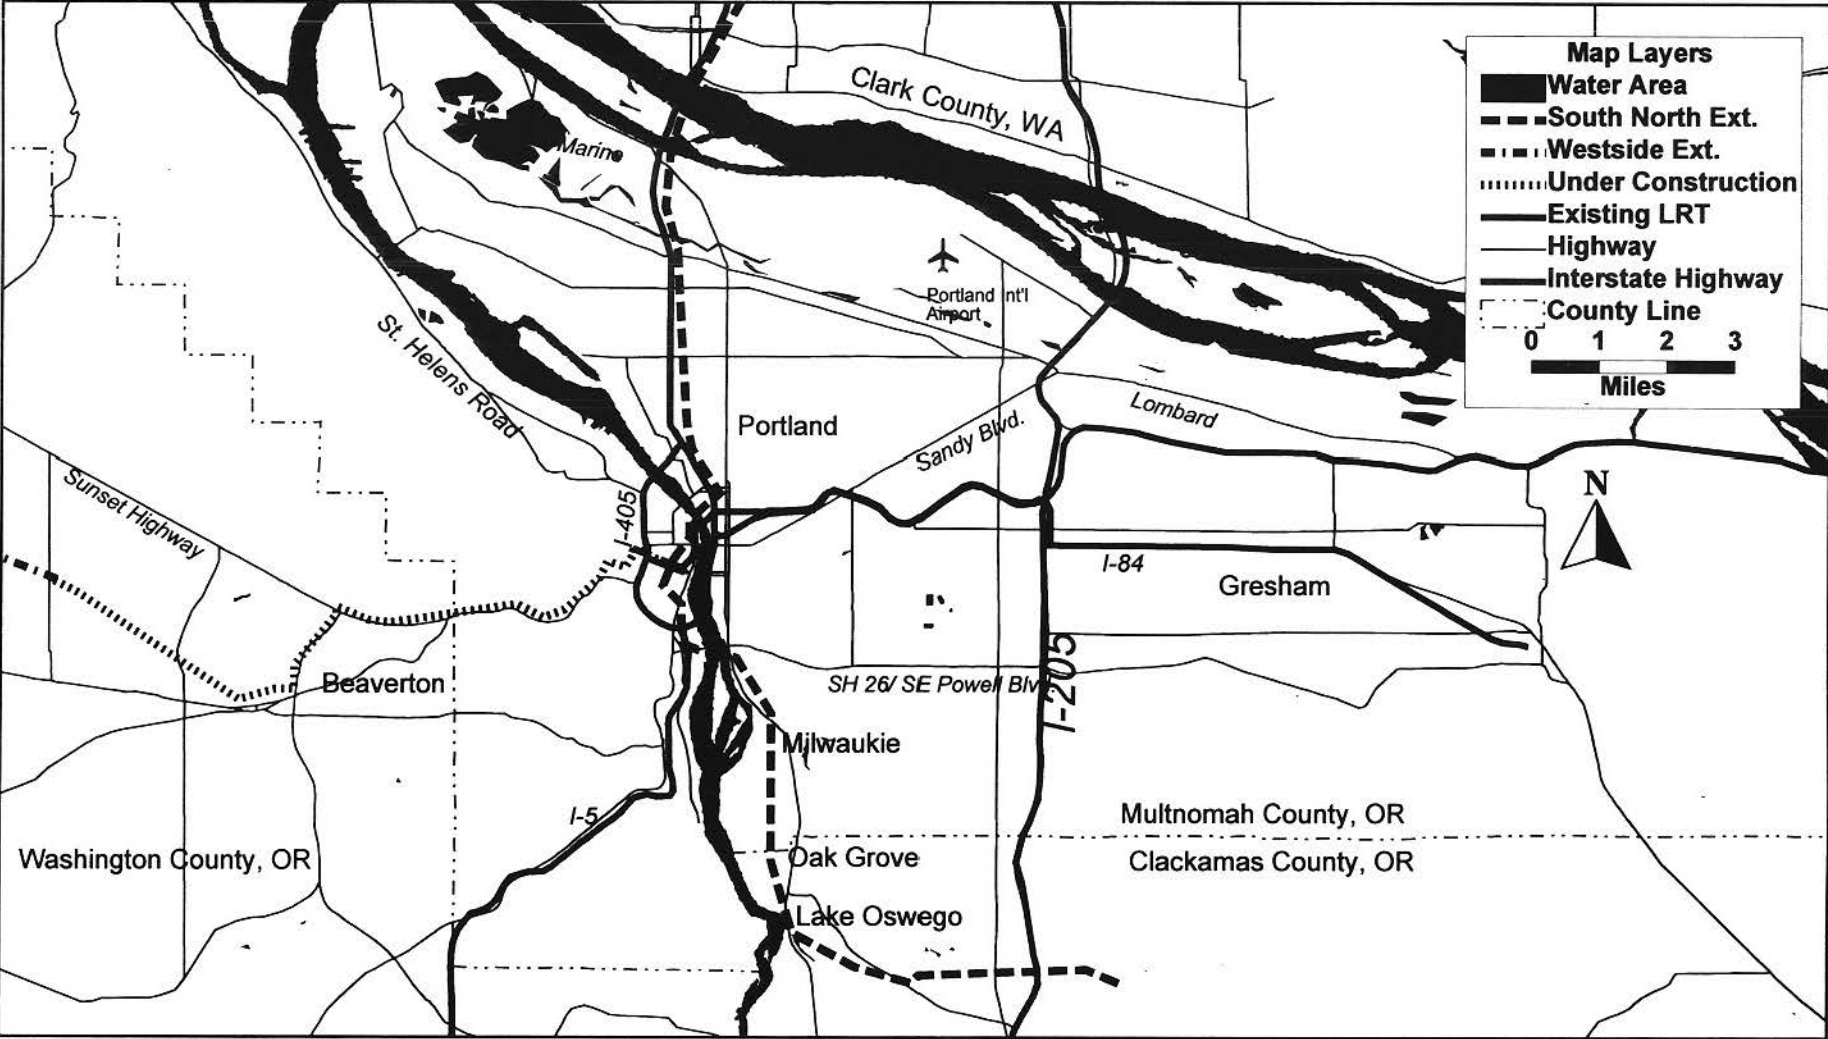 Map Layers
Water Area
South North Ext.
Westside Ext.
Under Construction
Existing LRT
Highway
Interstate Highway
County Line
0 1 2 3
Miles
Clark County, WA
Marine
Portland Int'l
Airport
St. Helens Road
Portland
Sandy Blvd.
Lombard
Sunset Highway
I-405
N
I-84
Gresham
I-205
Beaverton
SH 26/ SE Powell Blv
Milwaukie
I-5
Multnomah County, OR
Washington County, OR
Oak Grove
Clackamas County, OR
Lake Oswego